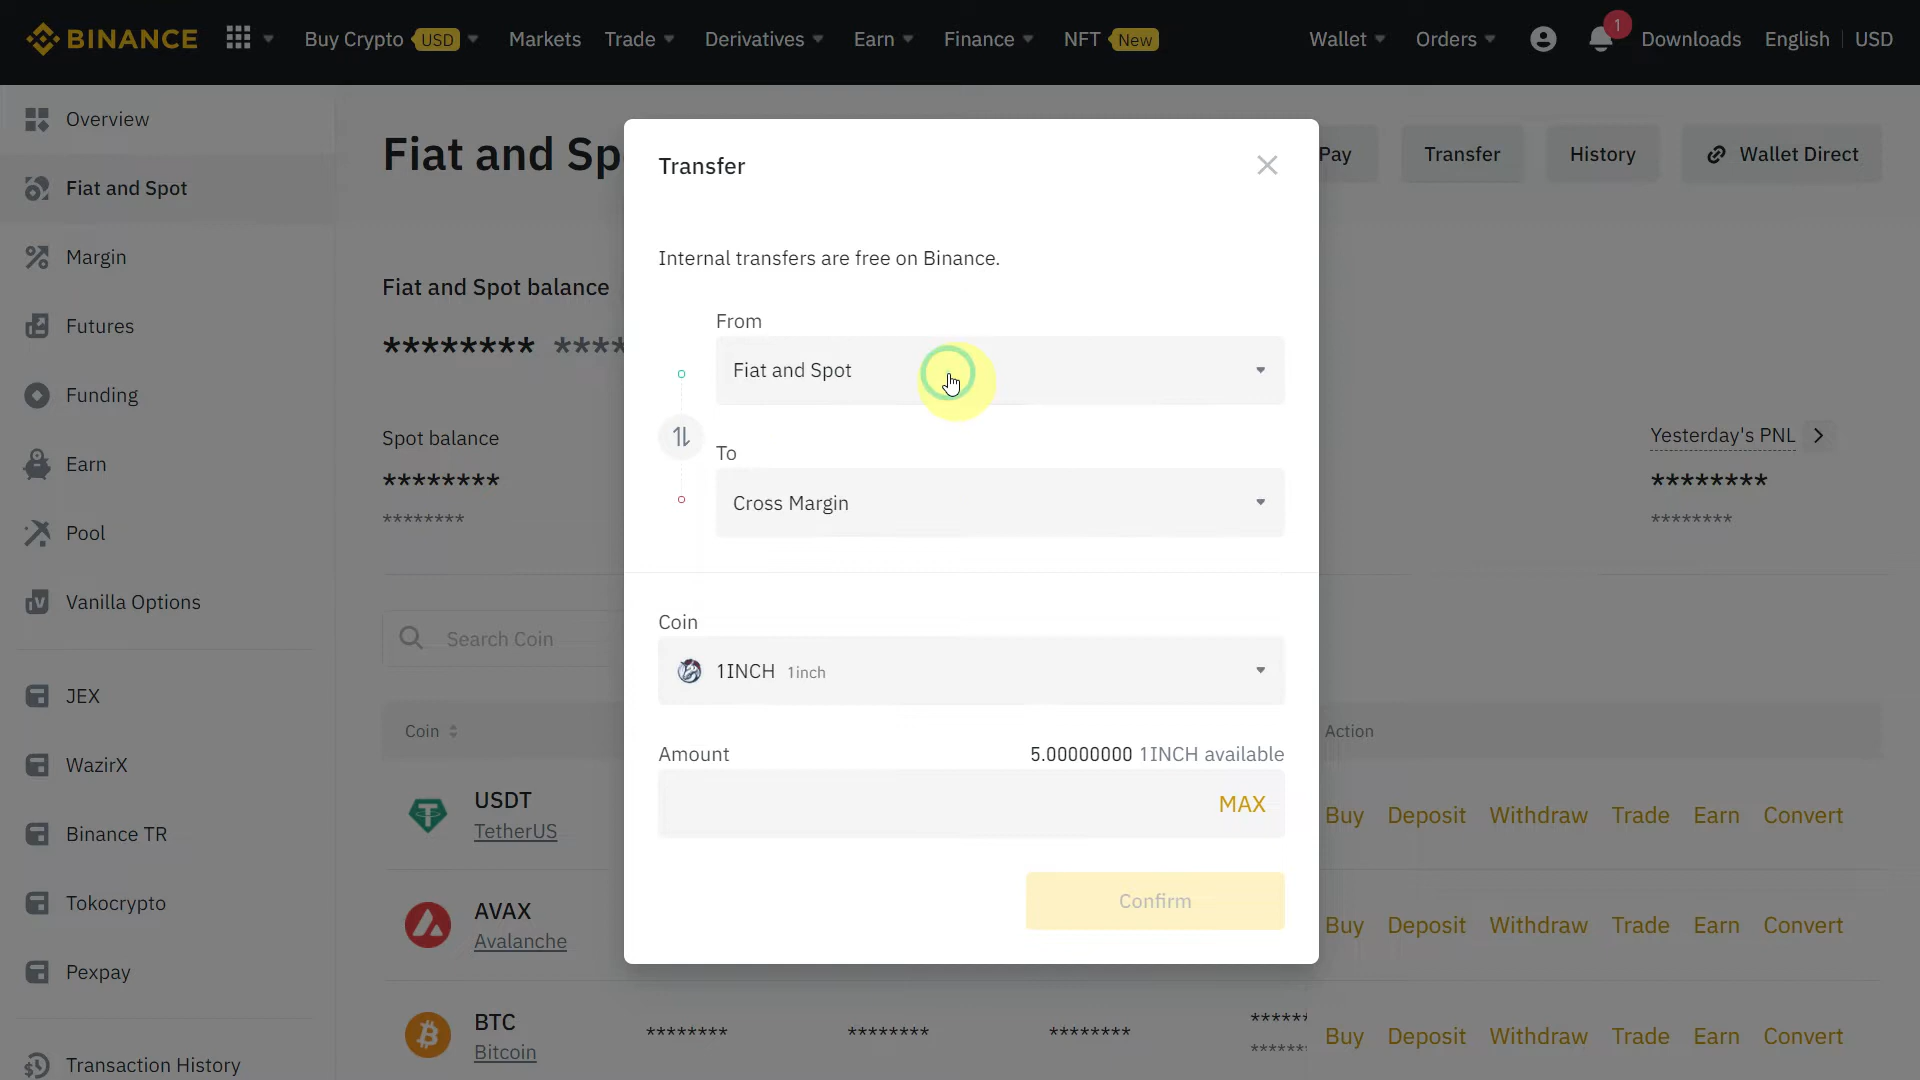 BINANCE
Buy Crypto USD
Markets
Trade
Derivatives
Earn
Finance
NFT New
Wallet
Orders
1
Downloads
English
USD
Overview
Fiat and Spot
Margin
Futures
Funding
Earn
Pool
Vanilla Options
JEX
WazirX
Binance TR
Tokocrypto
Pexpay
Transaction History
Fiat and Sp
Pay
Transfer
History
Wallet Direct
Fiat and Spot balance
******** ****
Spot balance
********
********
Yesterday's PNL
********
********
Search Coin
Coin
Action
USDT
TetherUS
Buy Deposit Withdraw Trade Earn Convert
AVAX
Avalanche
Buy Deposit Withdraw Trade Earn Convert
BTC
Bitcoin
******** ******** ******** ******
******
Buy Deposit Withdraw Trade Earn Convert
Transfer
Internal transfers are free on Binance.
From
Fiat and Spot
To
Cross Margin
Coin
1INCH 1inch
Amount
5.00000000 1INCH available
MAX
Confirm